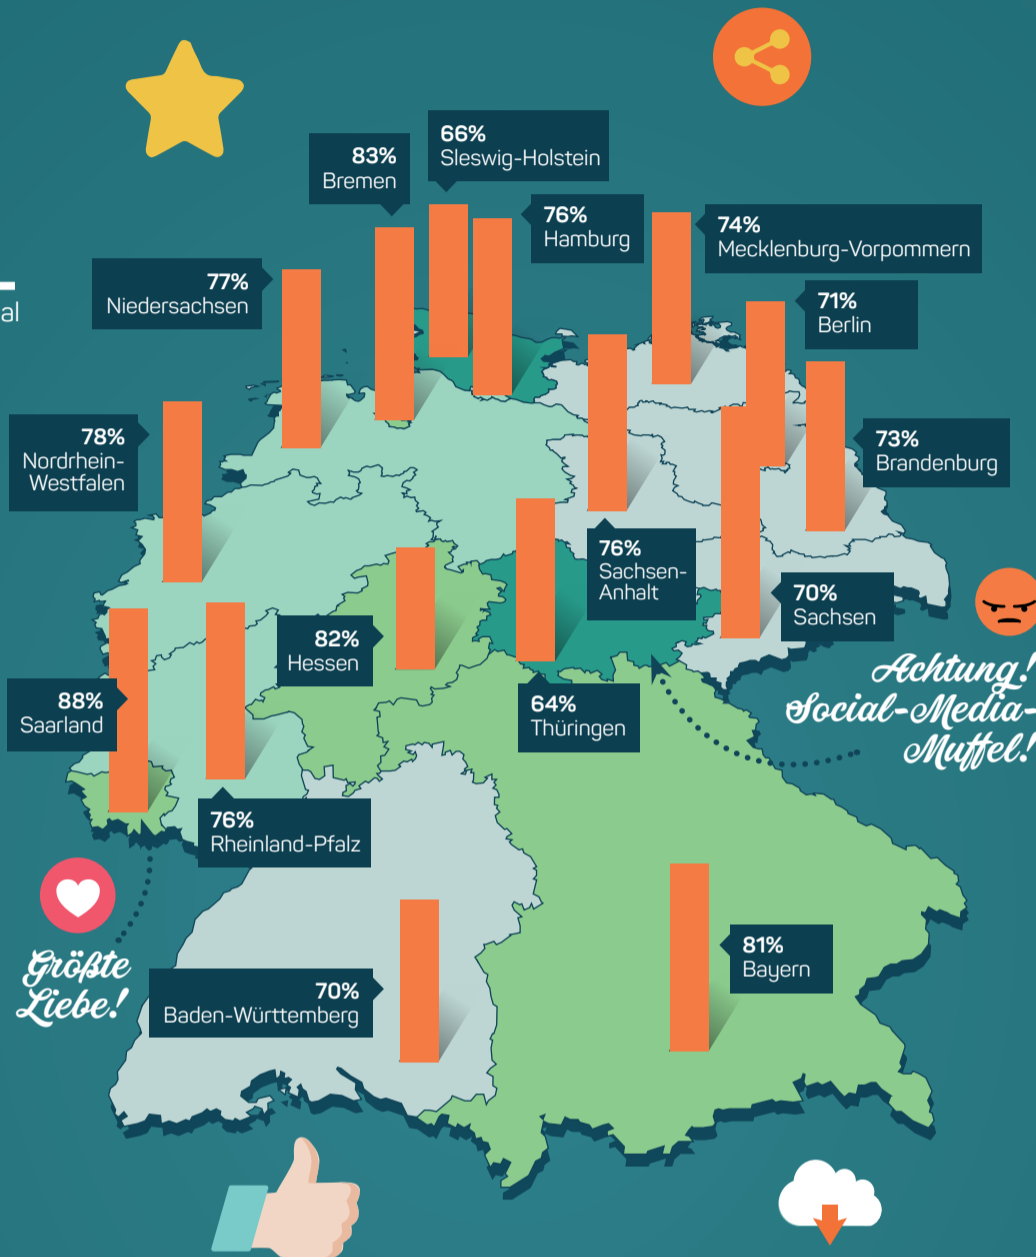 66%
Sleswig-Holstein
83%
Bremen
76%
Hamburg
74%
Mecklenburg-Vorpommern
77%
Niedersachsen
71%
Berlin
al
78%
Nordrhein-
Westfalen
73%
Brandenburg
76%
Sachsen-
Anhalt
70%
Sachsen
82%
Hessen
88%
Saarland
64%
Thüringen
Achtung!
Social-Media-
Muffel!
76%
Rheinland-Pfalz
Größte
Liebe!
81%
Bayern
70%
Baden-Württemberg